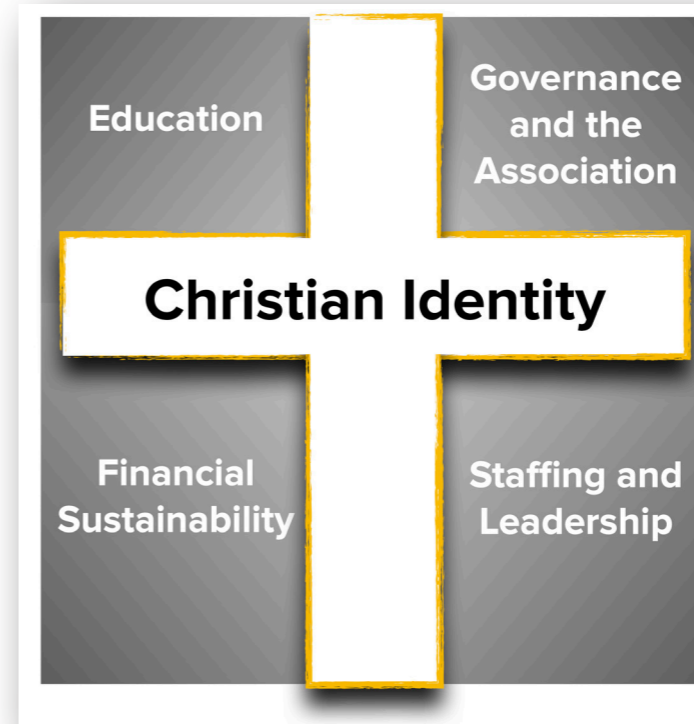 Education
Governance
and the
Association
Christian Identity
Financial
Sustainability
Staffing and
Leadership